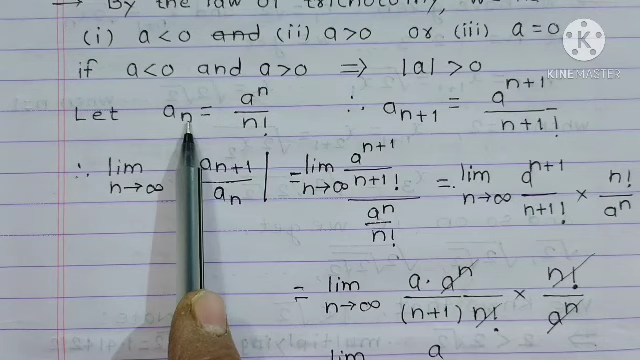 → By the law of trichotomy, we
(i) a<0 and (ii) a>0 or (iii) a=0
if a<0 and a>0 ⟹ |a|>0
Let aₙ = aⁿ/n! ∴ aₙ₊₁ = aⁿ⁺¹/n+1!
∴ lim n→∞ |aₙ₊₁/aₙ| = lim n→∞ (aⁿ⁺¹/n+1!)/(aⁿ/n!) = lim n→∞ aⁿ⁺¹/n+1! × n!/aⁿ
= lim n→∞ a·aⁿ/(n+1)n! × n!/aⁿ
lim a
KINEMASTER